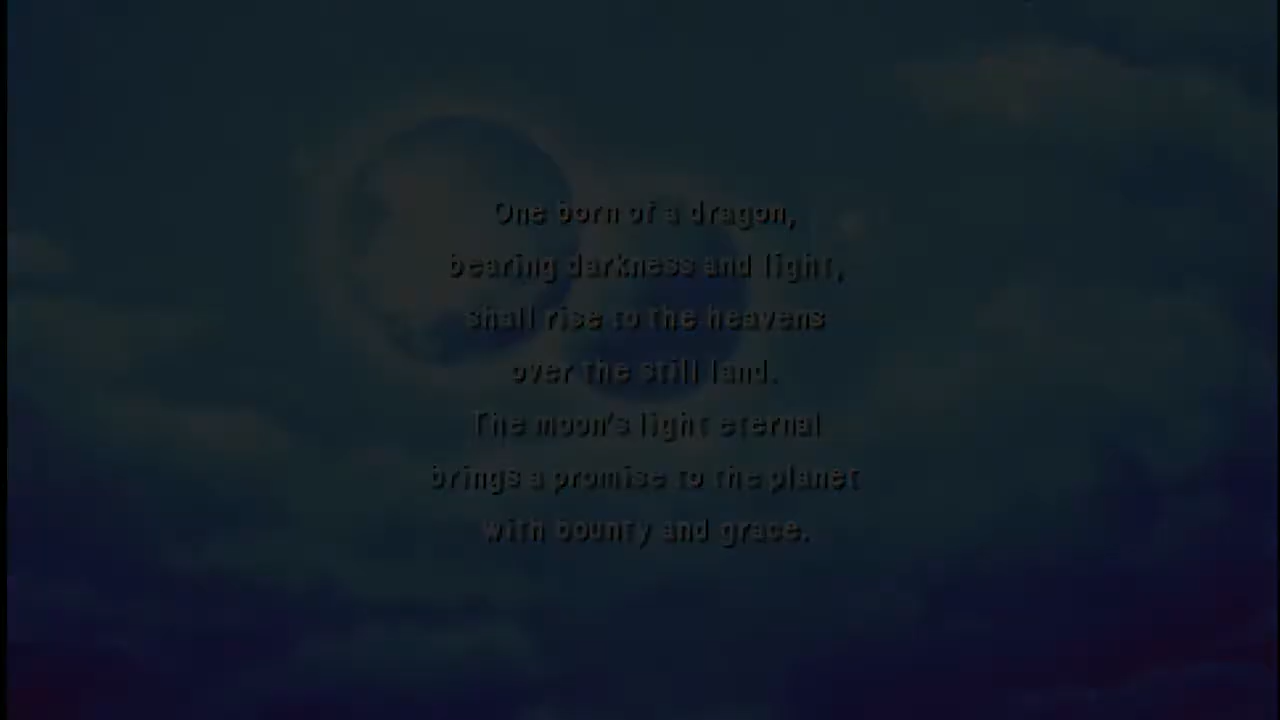 One born of a dragon,
bearing darkness and light,
shall rise to the heavens
over the still land.
The moon's light eternal
brings a promise to the planet
with bounty and grace.